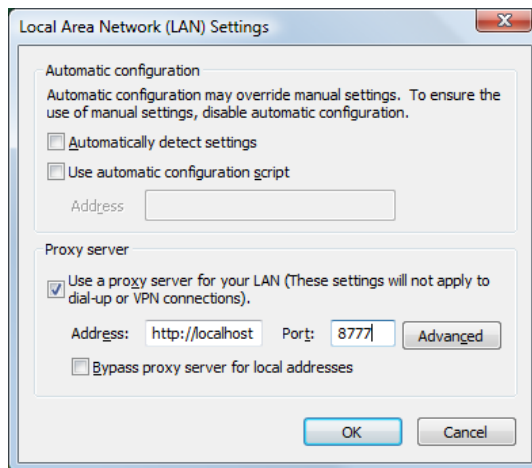 Local Area Network (LAN) Settings
Automatic configuration
Automatic configuration may override manual settings. To ensure the
use of manual settings, disable automatic configuration.
Automatically detect settings
Use automatic configuration script
Address
Proxy server
Use a proxy server for your LAN (These settings will not apply to
dial-up or VPN connections).
Address: http://localhost Port: 8777 Advanced
Bypass proxy server for local addresses
OK Cancel